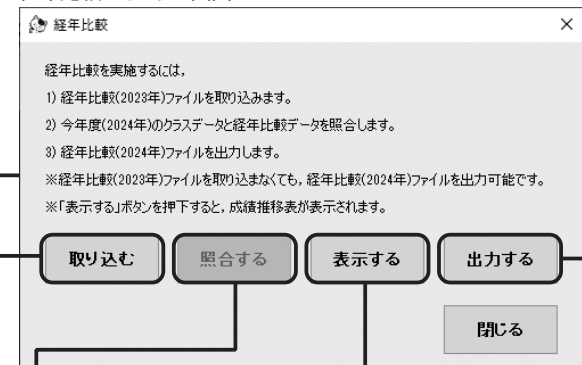 経年比較
経年比較を実施するには，
1) 経年比較(2023年)ファイルを取り込みます。
2) 今年度(2024年)のクラスデータと経年比較データを照合します。
3) 経年比較(2024年)ファイルを出力します。
※経年比較(2023年)ファイルを取り込まなくても，経年比較(2024年)ファイルを出力可能です。
※「表示する」ボタンを押下すると，成績推移表が表示されます。
取り込む 照合する 表示する 出力する
閉じる